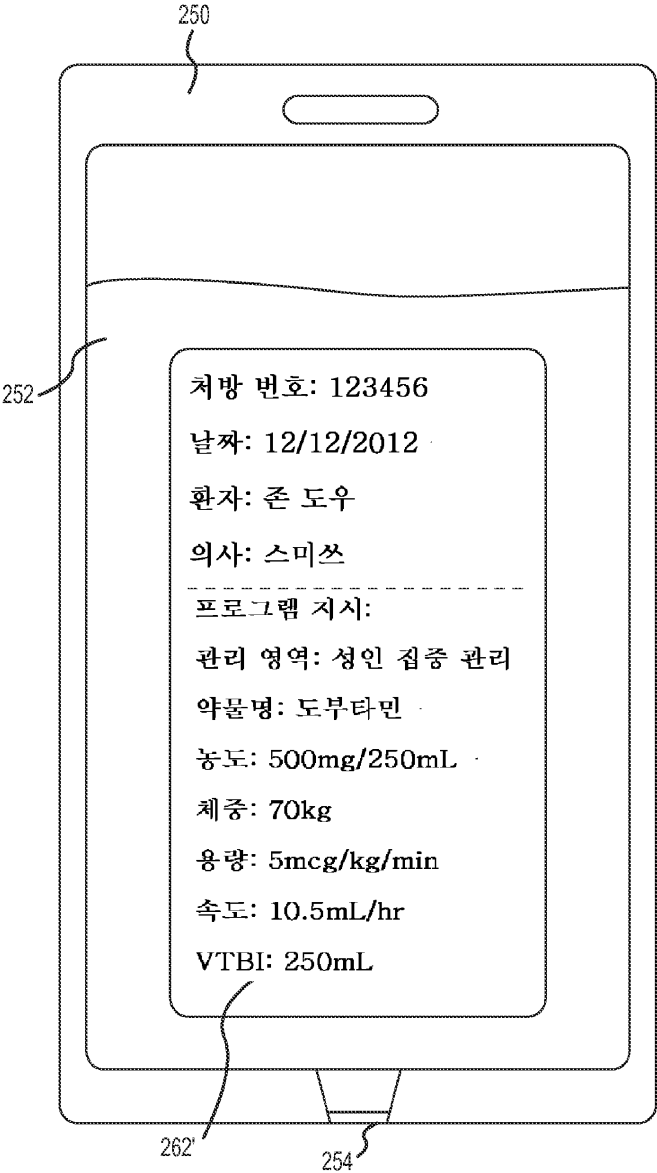 250
252
처방 번호: 123456
날짜: 12/12/2012
환자: 존 도우
의사: 스미쓰
프로그램 지시:
관리 영역: 성인 집중 관리
약물명: 도부타민
농도: 500mg/250mL
체중: 70kg
용량: 5mcg/kg/min
속도: 10.5mL/hr
VTBI: 250mL
262'
254